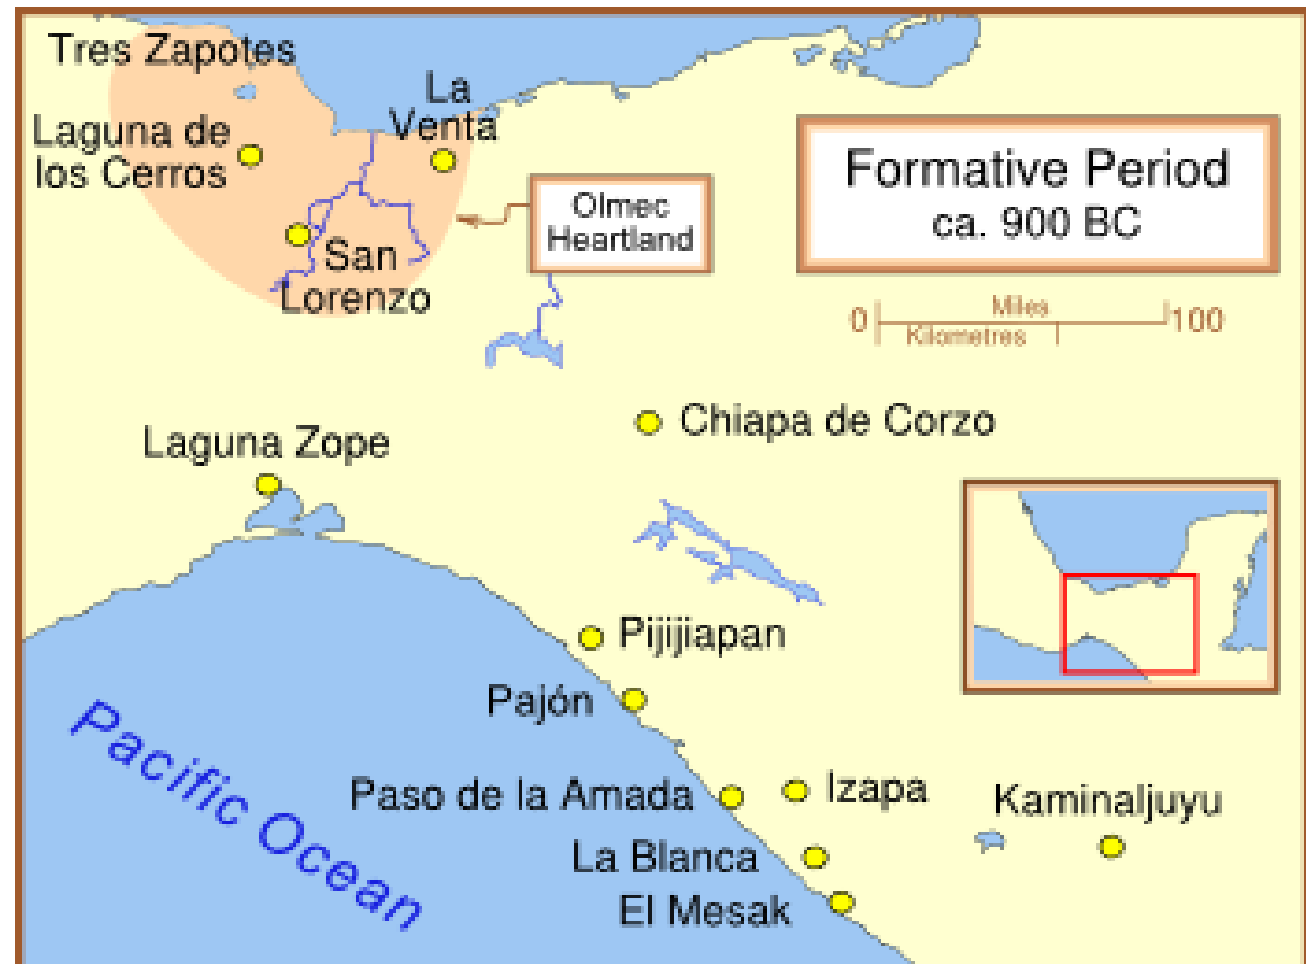 Tres Zapotes
La
Venta
Laguna de
los Cerros
San
Lorenzo
Olmec
Heartland
Formative Period
ca. 900 BC
0
Miles
Kilometres
100
Chiapa de Corzo
Laguna Zope
Pijijiapan
Pajón
Pacific Ocean
Paso de la Amada
Izapa
Kaminaljuyu
La Blanca
El Mesak